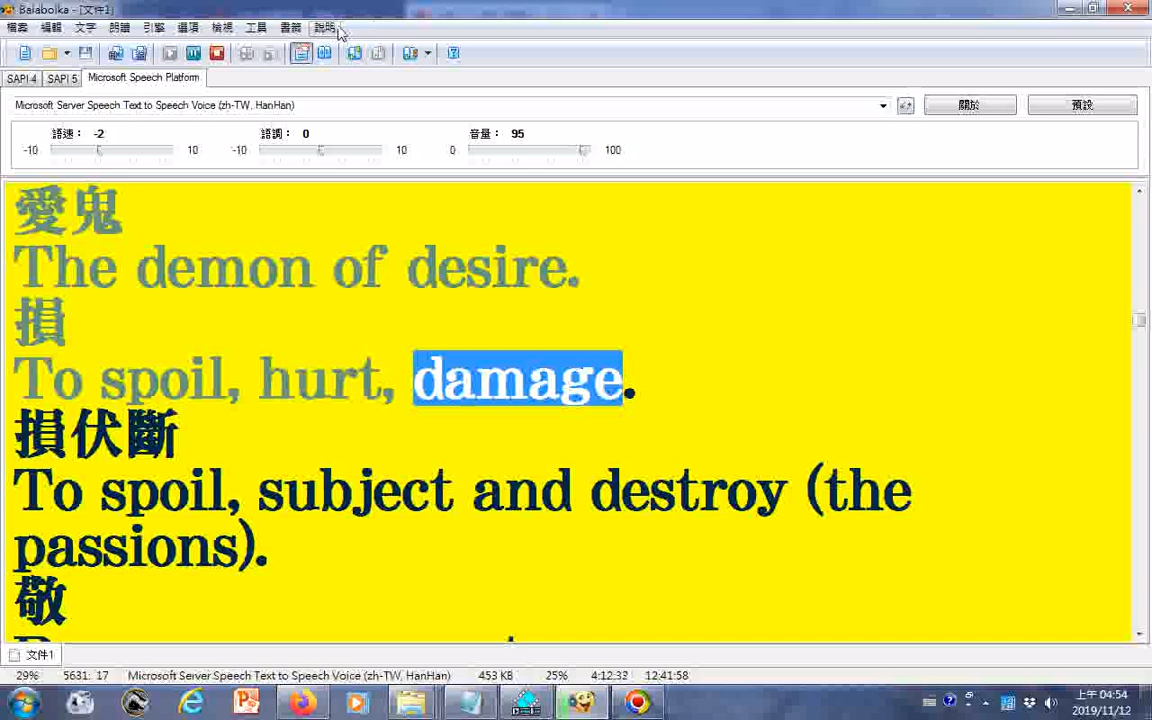 Balabolka - [文件1]
檔案 編輯 文字 朗讀 引擎 選項 檢視 工具 書籤 說明
SAPI 4 SAPI 5 Microsoft Speech Platform
Microsoft Server Speech Text to Speech Voice (zh-TW, HanHan) 關於 預設
語速： -2 語調： 0 音量： 95
-10 10 -10 10 0 100
愛鬼
The demon of desire.
損
To spoil, hurt, damage.
損伏斷
To spoil, subject and destroy (the
passions).
敬
文件1
29% 5631: 17 Microsoft Server Speech Text to Speech Voice (zh-TW, HanHan) 453 KB 25% 4:12:33 12:41:58
上午 04:54
2019/11/12